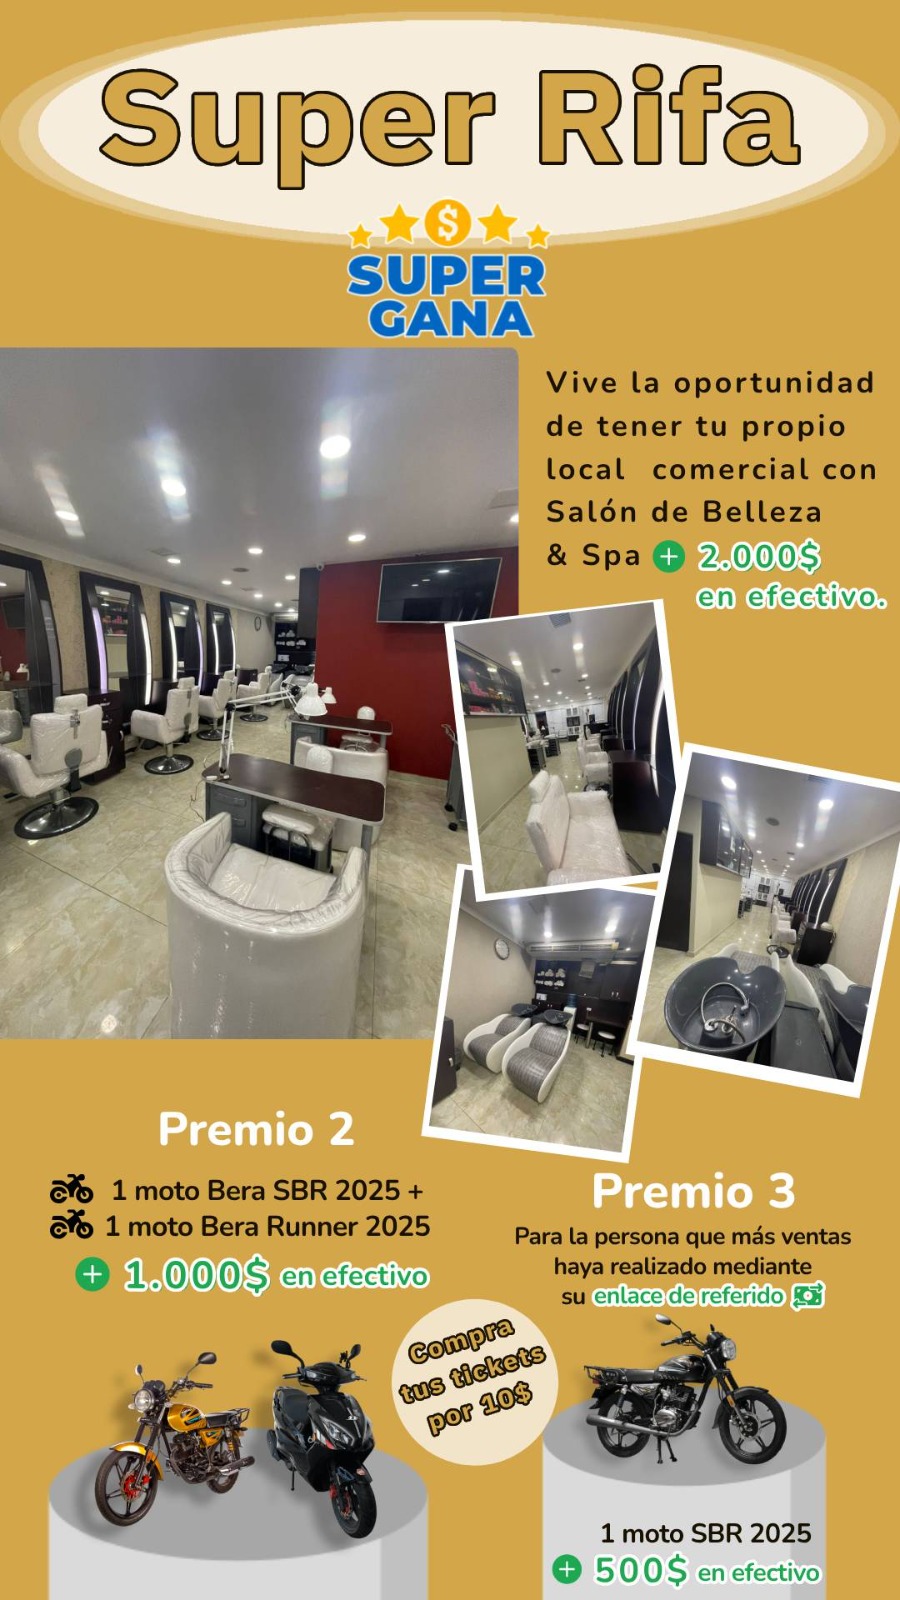 Super Rifa
$
SUPER
GANA
Vive la oportunidad
de tener tu propio
local comercial con
Salón de Belleza
& Spa + 2.000$
en efectivo.
Premio 2
1 moto Bera SBR 2025 +
1 moto Bera Runner 2025
+ 1.000$ en efectivo
Premio 3
Para la persona que más ventas
haya realizado mediante
su enlace de referido
Compra
tus tickets
por 10$
1 moto SBR 2025
+ 500$ en efectivo